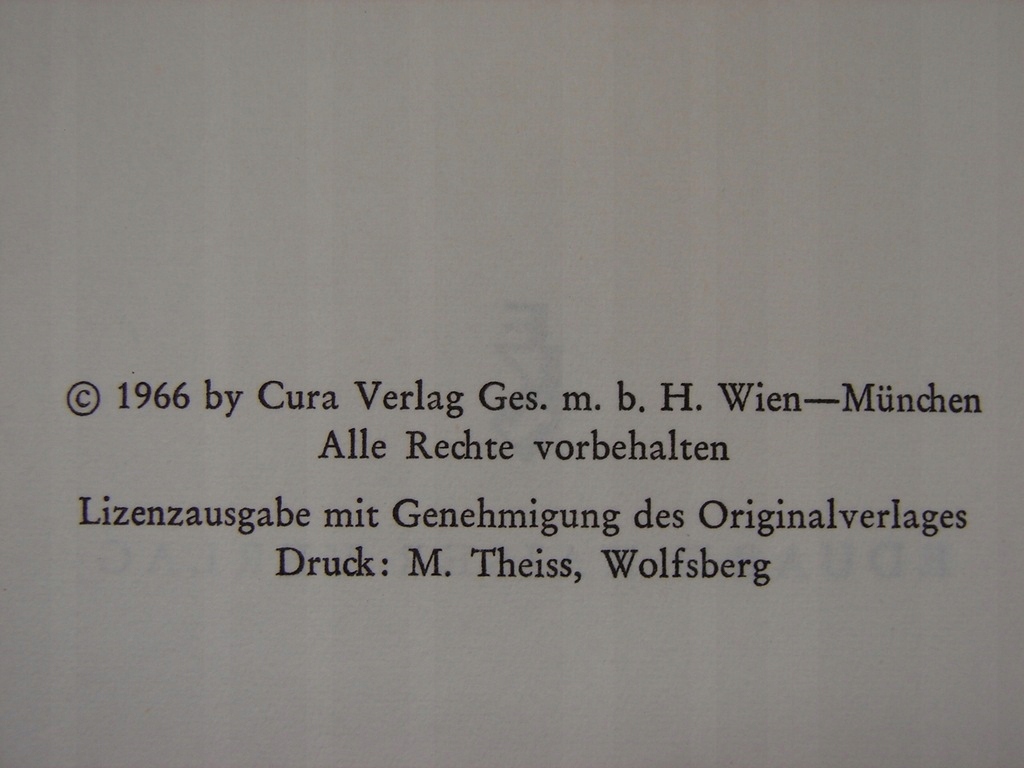 © 1966 by Cura Verlag Ges. m. b. H. Wien—München
Alle Rechte vorbehalten
Lizenzausgabe mit Genehmigung des Originalverlages
Druck: M. Theiss, Wolfsberg